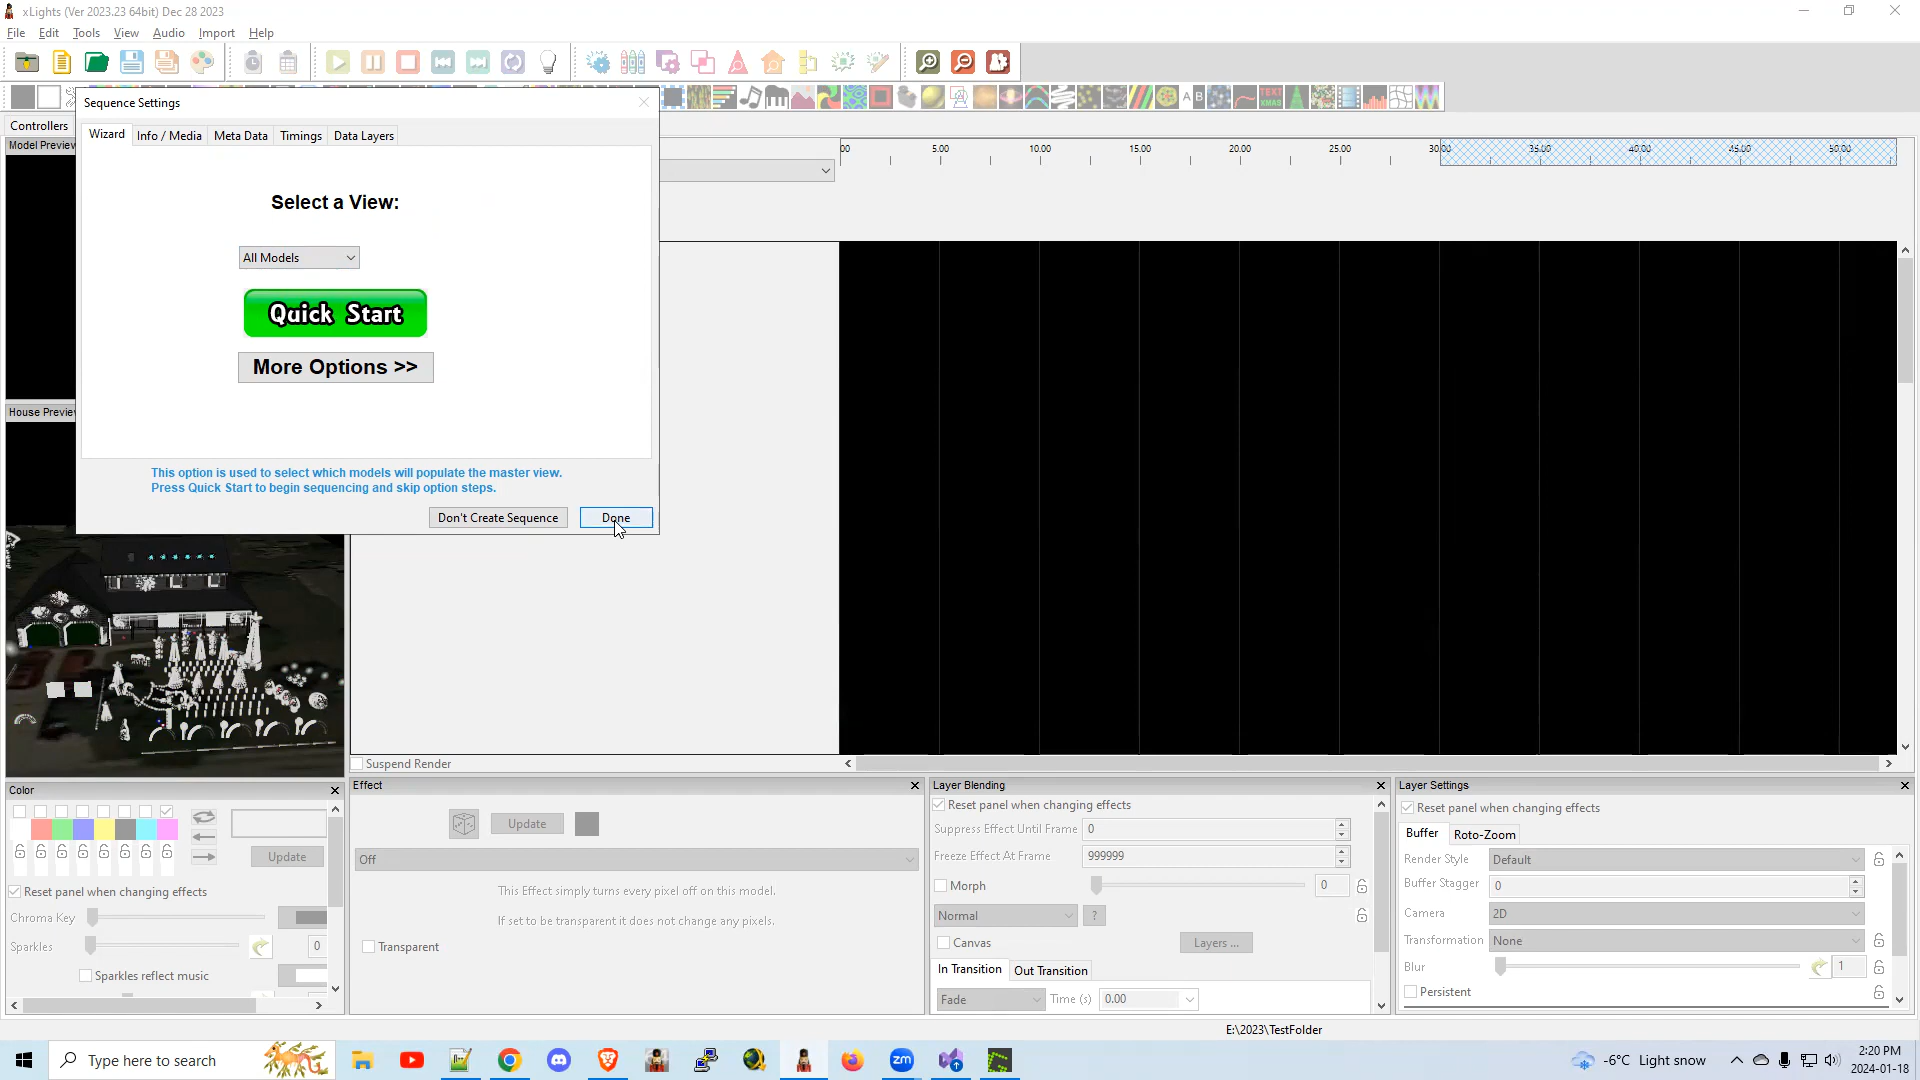 xLights (Ver 2023.23 64bit) Dec 28 2023
File Edit Tools View Audio Import Help
Sequence Settings
Controllers
Wizard Info / Media Meta Data Timings Data Layers
Model Preview
00 5.00 10.00 15.00 20.00 25.00 30.00 35.00 40.00 45.00 50.00
Select a View:
All Models
Quick Start
More Options >>
House Preview
This option is used to select which models will populate the master view.
Press Quick Start to begin sequencing and skip option steps.
Don't Create Sequence Done
Suspend Render
Color
Update
Reset panel when changing effects
Chroma Key
Sparkles 0
Sparkles reflect music
Effect
Update
Off
This Effect simply turns every pixel off on this model.
If set to be transparent it does not change any pixels.
Transparent
Layer Blending
Reset panel when changing effects
Suppress Effect Until Frame 0
Freeze Effect At Frame 999999
Morph 0
Normal ?
Canvas Layers ...
In Transition Out Transition
Fade Time (s) 0.00
Layer Settings
Reset panel when changing effects
Buffer Roto-Zoom
Render Style Default
Buffer Stagger 0
Camera 2D
Transformation None
Blur 1
Persistent
E:\2023\TestFolder
Type here to search
zm
-6°C Light snow
2:20 PM
2024-01-18